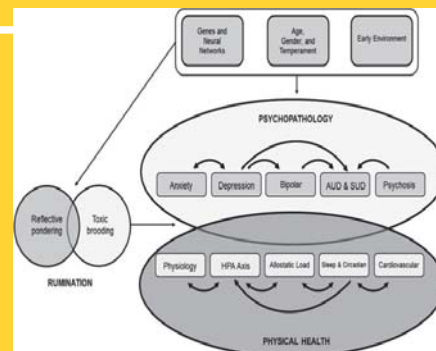 Genes and
Neural
Networks
Age,
Gender, and
Temperament
Early Environment
PSYCHOPATHOLOGY
Anxiety
Depression
Bipolar
AUD & SUD
Psychosis
Reflective
pondering
Toxic
brooding
RUMINATION
Physiology
HPA Axis
Allostatic Load
Sleep & Circadian
Cardiovascular
PHYSICAL HEALTH